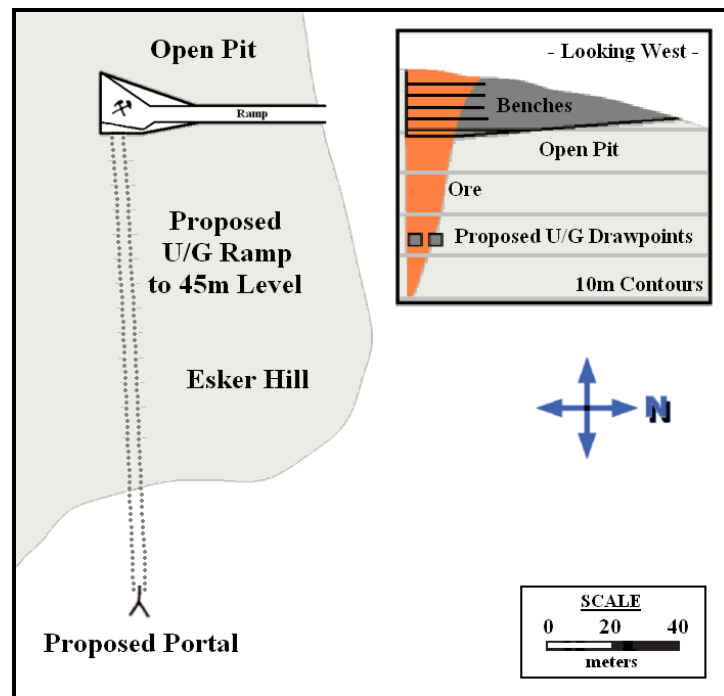 Open Pit
Ramp
Proposed
U/G Ramp
to 45m Level
Esker Hill
Proposed Portal
- Looking West -
Benches
Open Pit
Ore
Proposed U/G Drawpoints
10m Contours
N
SCALE
0 20 40
meters